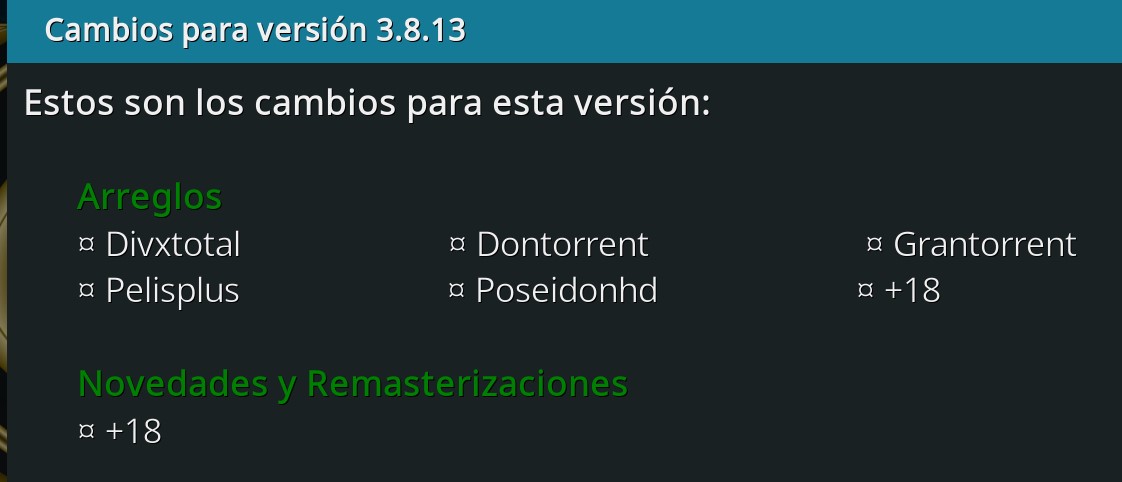 Cambios para versión 3.8.13
Estos son los cambios para esta versión:
Arreglos
¤ Divxtotal ¤ Dontorrent ¤ Grantorrent
¤ Pelisplus ¤ Poseidonhd ¤ +18
Novedades y Remasterizaciones
¤ +18